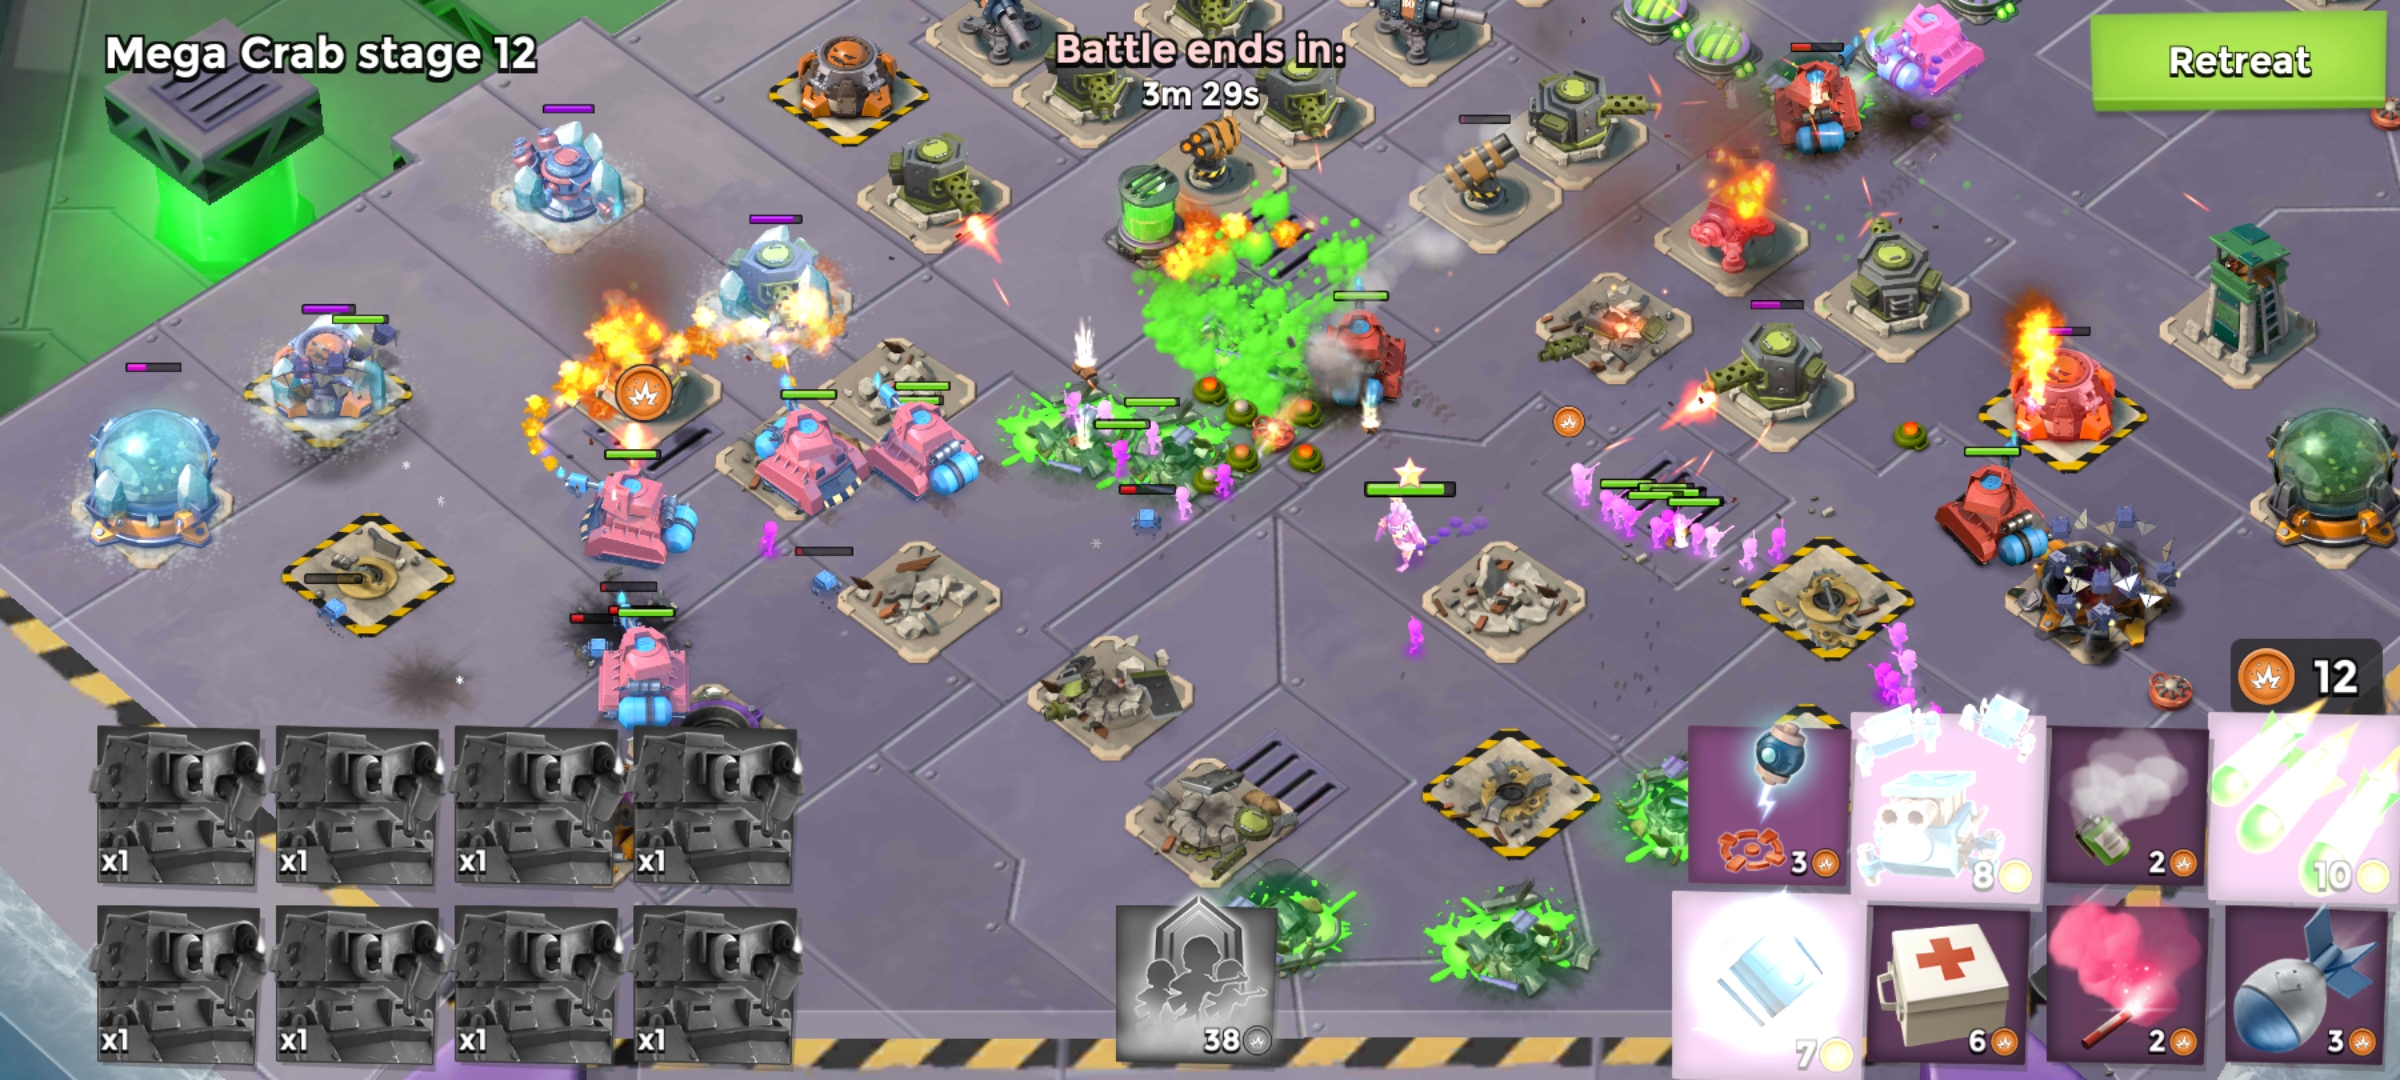 Mega Crab stage 12
Battle ends in:
3m 29s
Retreat
12
x1 x1 x1 x1
3 8 2 10
x1 x1 x1 x1
38
7 6 2 3